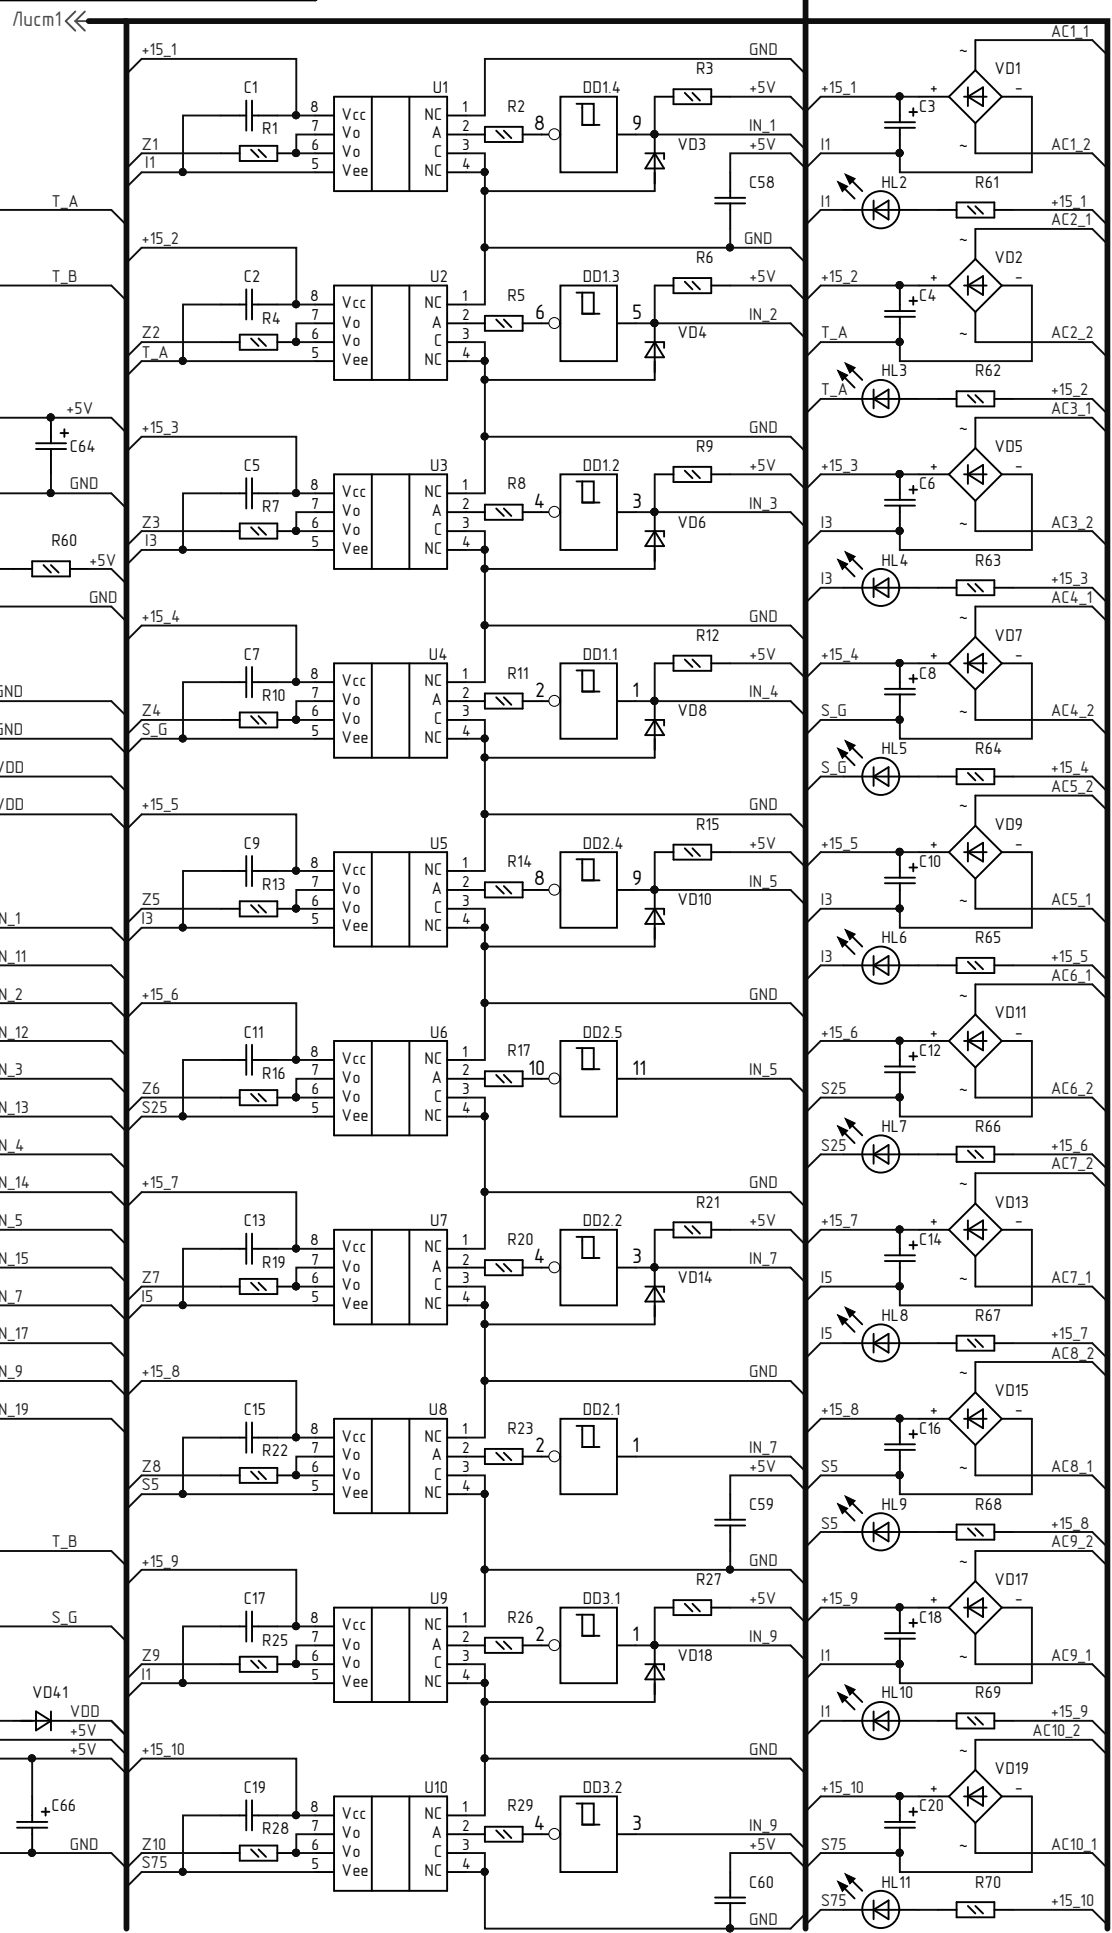 Лист1
+15_1
C1
R1
Z1
I1
8
7
6
5
Vcc
Vo
Vo
Vee
U1
NC
A
C
NC
1
2
3
4
R2
8
DD1.4
9
VD3
R3
GND
+5V
IN_1
+5V
C58
GND
+15_1
I1
C3
+
+
-
~
~
VD1
AC1_1
AC1_2
I1
HL2
R61
+15_1
T_A
+15_2
C2
R4
Z2
T_A
8
7
6
5
Vcc
Vo
Vo
Vee
U2
NC
A
C
NC
1
2
3
4
R5
6
DD1.3
5
VD4
R6
+5V
IN_2
+15_2
T_A
C4
+
+
-
~
~
VD2
AC2_1
AC2_2
T_A
HL3
R62
+15_2
T_B
+5V
+
C64
GND
+15_3
C5
R7
Z3
I3
8
7
6
5
Vcc
Vo
Vo
Vee
U3
NC
A
C
NC
1
2
3
4
R8
4
DD1.2
3
VD6
R9
GND
+5V
IN_3
+15_3
I3
C6
+
+
-
~
~
VD5
AC3_1
AC3_2
I3
HL4
R63
+15_3
R60
+5V
GND
+15_4
C7
R10
Z4
S_G
8
7
6
5
Vcc
Vo
Vo
Vee
U4
NC
A
C
NC
1
2
3
4
R11
2
DD1.1
1
VD8
R12
GND
+5V
IN_4
+15_4
S_G
C8
+
+
-
~
~
VD7
AC4_1
AC4_2
S_G
HL5
R64
+15_4
GND
GND
VDD
VDD
+15_5
C9
R13
Z5
I3
8
7
6
5
Vcc
Vo
Vo
Vee
U5
NC
A
C
NC
1
2
3
4
R14
8
DD2.4
9
VD10
R15
GND
+5V
IN_5
+15_5
I3
C10
+
+
-
~
~
VD9
AC5_2
AC5_1
I3
HL6
R65
+15_5
N_1
N_11
N_2
N_12
N_3
N_13
+15_6
C11
R16
Z6
S25
8
7
6
5
Vcc
Vo
Vo
Vee
U6
NC
A
C
NC
1
2
3
4
R17
10
DD2.5
11
GND
IN_5
+15_6
S25
C12
+
+
-
~
~
VD11
AC6_1
AC6_2
S25
HL7
R66
+15_6
N_4
N_14
N_5
N_15
N_7
N_17
+15_7
C13
R19
Z7
I5
8
7
6
5
Vcc
Vo
Vo
Vee
U7
NC
A
C
NC
1
2
3
4
R20
4
DD2.2
3
VD14
R21
GND
+5V
IN_7
+15_7
I5
C14
+
+
-
~
~
VD13
AC7_2
AC7_1
I5
HL8
R67
+15_7
N_9
N_19
+15_8
C15
R22
Z8
S5
8
7
6
5
Vcc
Vo
Vo
Vee
U8
NC
A
C
NC
1
2
3
4
R23
2
DD2.1
1
GND
IN_7
+5V
C59
GND
+15_8
S5
C16
+
+
-
~
~
VD15
AC8_2
AC8_1
S5
HL9
R68
+15_8
T_B
S_G
+15_9
C17
R25
Z9
I1
8
7
6
5
Vcc
Vo
Vo
Vee
U9
NC
A
C
NC
1
2
3
4
R26
2
DD3.1
1
VD18
R27
+5V
IN_9
+15_9
I1
C18
+
+
-
~
~
VD17
AC9_2
AC9_1
I1
HL10
R69
+15_9
VD41
VDD
+5V
+5V
+
C66
GND
+15_10
C19
R28
Z10
S75
8
7
6
5
Vcc
Vo
Vo
Vee
U10
NC
A
C
NC
1
2
3
4
R29
4
DD3.2
3
GND
IN_9
+5V
C60
GND
+15_10
S75
C20
+
+
-
~
~
VD19
AC10_2
AC10_1
S75
HL11
R70
+15_10